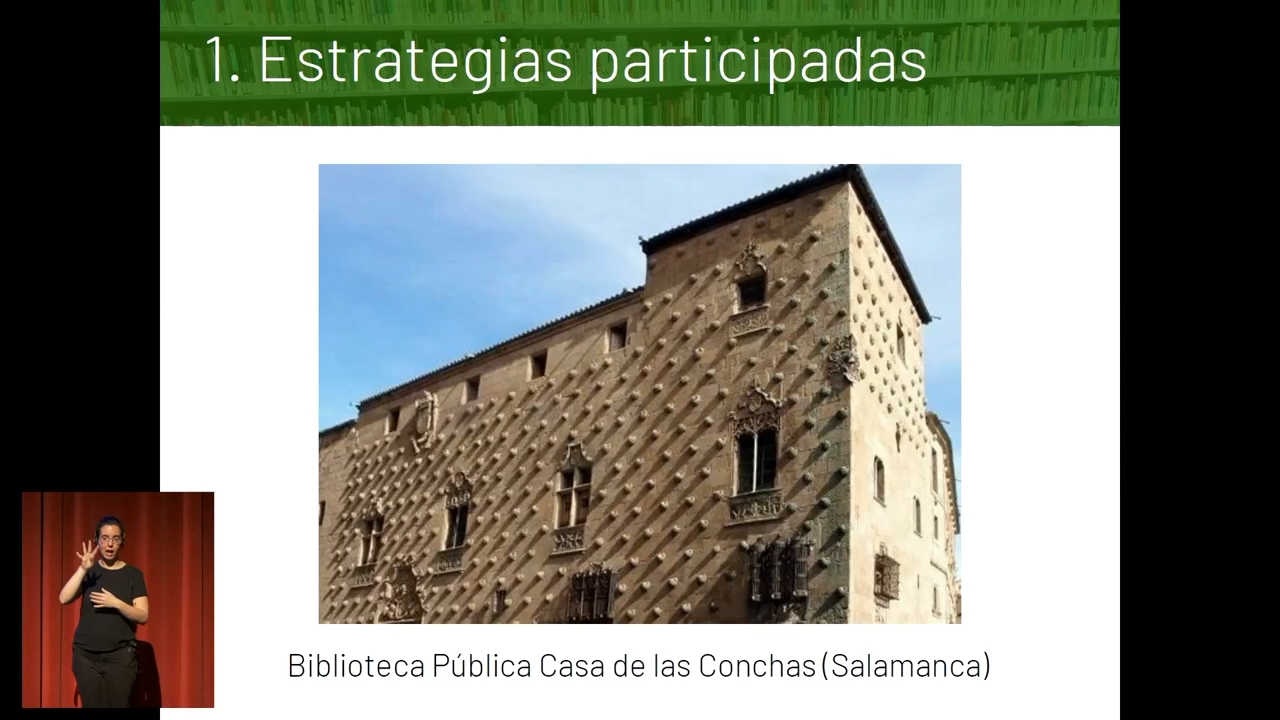 1. Estrategias participadas
Biblioteca Pública Casa de las Conchas (Salamanca)